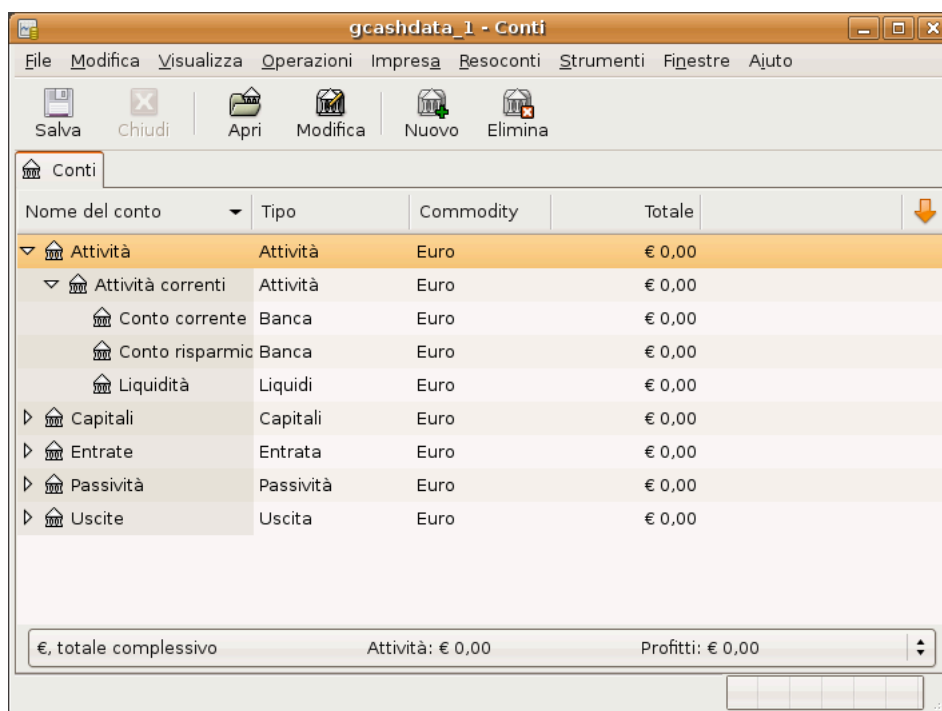 gcashdata_1 - Conti
File Modifica Visualizza Operazioni Impresa Resoconti Strumenti Finestre Aiuto
Salva Chiudi Apri Modifica Nuovo Elimina
Conti
Nome del conto Tipo Commodity Totale
Attività Attività Euro € 0,00
Attività correnti Attività Euro € 0,00
Conto corrente Banca Euro € 0,00
Conto risparmic Banca Euro € 0,00
Liquidità Liquidi Euro € 0,00
Capitali Capitali Euro € 0,00
Entrate Entrata Euro € 0,00
Passività Passività Euro € 0,00
Uscite Uscita Euro € 0,00
€, totale complessivo Attività: € 0,00 Profitti: € 0,00